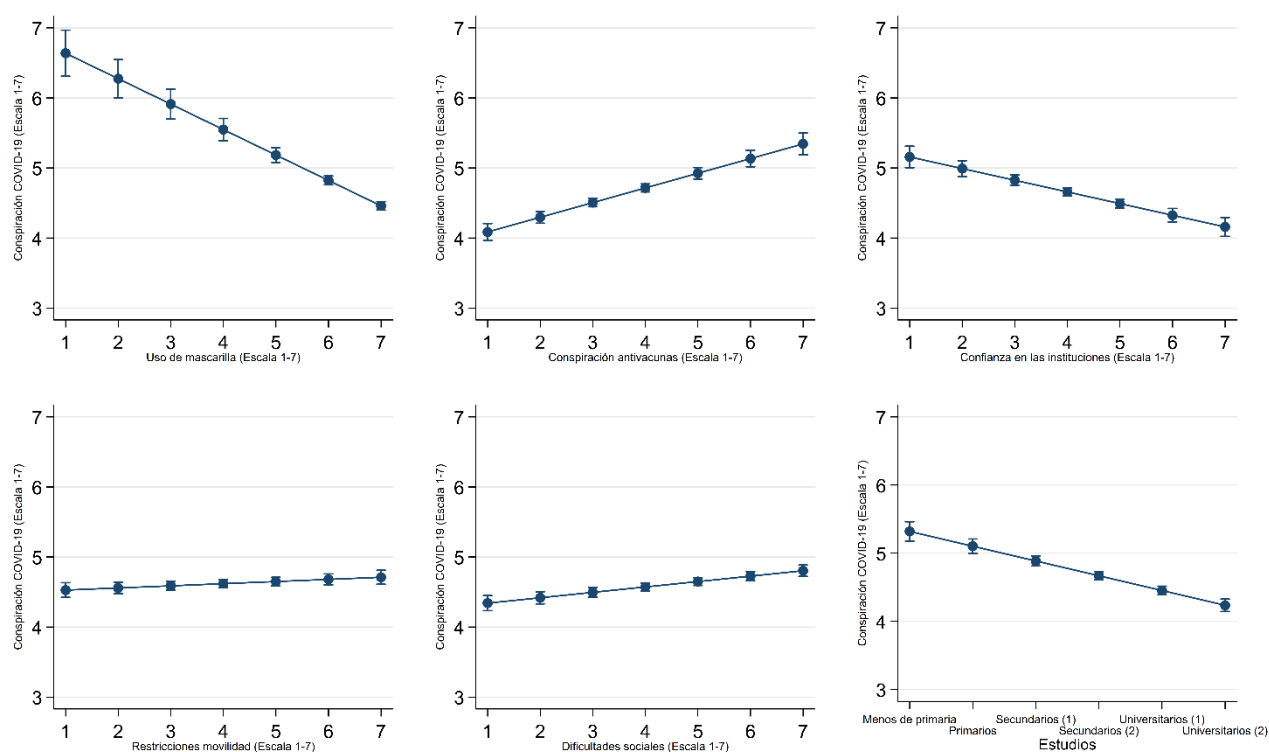 Conspiración COVID-19 (Escala 1-7)
7
6
5
4
3
1 2 3 4 5 6 7
Uso de mascarilla (Escala 1-7)
Conspiración COVID-19 (Escala 1-7)
7
6
5
4
3
1 2 3 4 5 6 7
Conspiración antivacunas (Escala 1-7)
Conspiración COVID-19 (Escala 1-7)
7
6
5
4
3
1 2 3 4 5 6 7
Confianza en las instituciones (Escala 1-7)
Conspiración COVID-19 (Escala 1-7)
7
6
5
4
3
1 2 3 4 5 6 7
Restricciones movilidad (Escala 1-7)
Conspiración COVID-19 (Escala 1-7)
7
6
5
4
3
1 2 3 4 5 6 7
Dificultades sociales (Escala 1-7)
Conspiración COVID-19 (Escala 1-7)
7
6
5
4
3
Menos de primaria Secundarios (1) Universitarios (1)
Primarios Secundarios (2) Universitarios (2)
Estudios